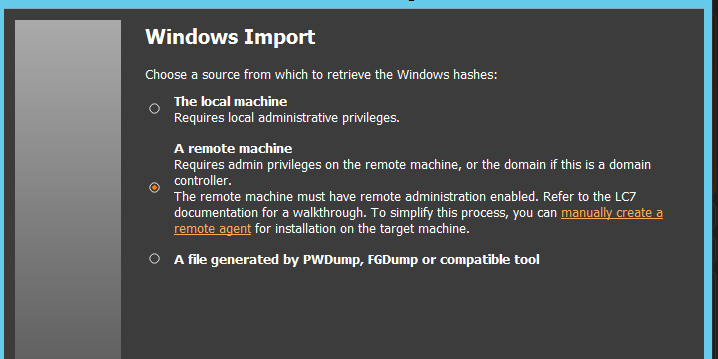 Windows Import
Choose a source from which to retrieve the Windows hashes:
The local machine
Requires local administrative privileges.
A remote machine
Requires admin privileges on the remote machine, or the domain if this is a domain
controller.
The remote machine must have remote administration enabled. Refer to the LC7
documentation for a walkthrough. To simplify this process, you can manually create a
remote agent for installation on the target machine.
A file generated by PWDump, FGDump or compatible tool